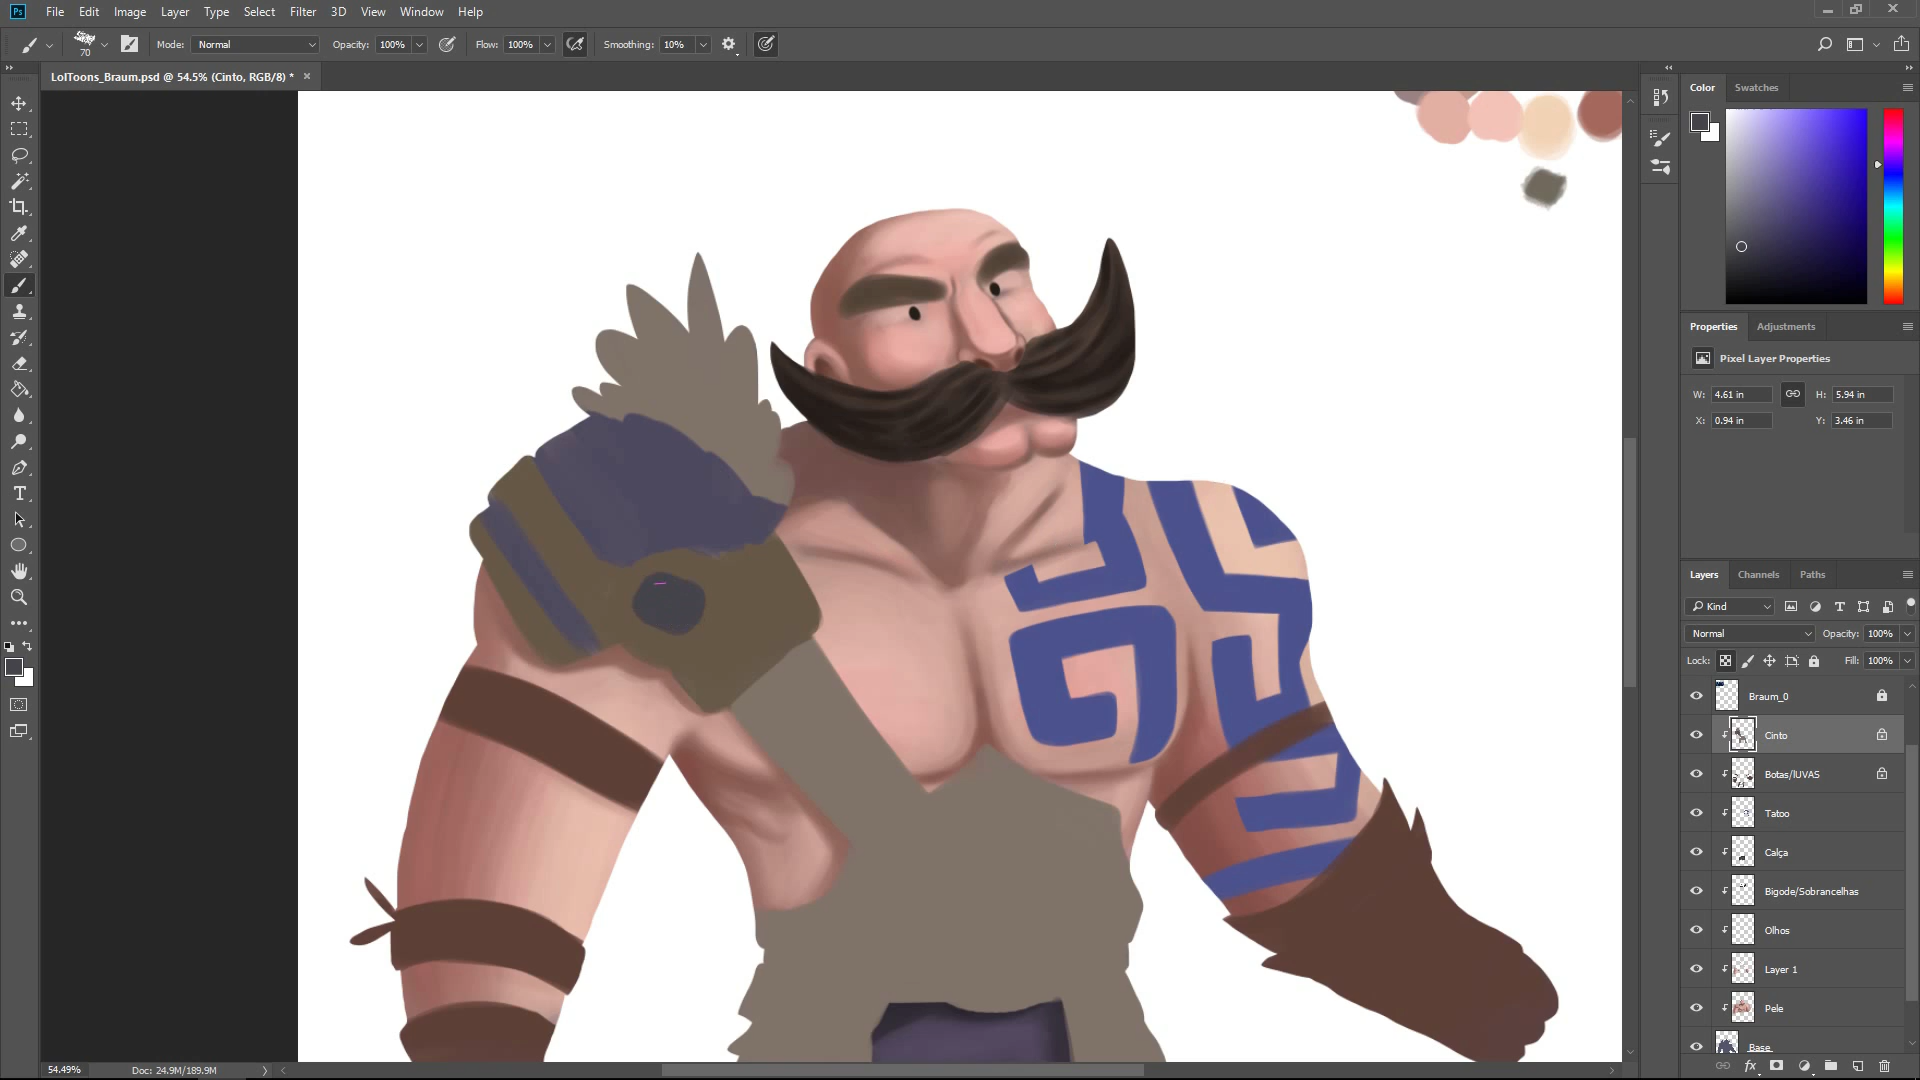 Ps File Edit Image Layer Type Select Filter 3D View Window Help
70 Mode: Normal Opacity: 100% Flow: 100% Smoothing: 10%
LolToons_Braum.psd @ 54.5% (Cinto, RGB/8) * ×
Color Swatches
Properties Adjustments
Pixel Layer Properties
W: 4.61 in H: 5.94 in
X: 0.94 in Y: 3.46 in
Layers Channels Paths
Kind
Normal Opacity: 100%
Lock: Fill: 100%
Braum_0
Cinto
Botas/lUVAS
Tatoo
Calça
Bigode/Sobrancelhas
Olhos
Layer 1
Pele
Base
54.49% Doc: 24.9M/189.9M